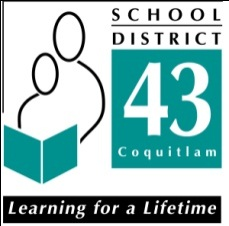 SCHOOL
DISTRICT
43
Coquitlam
Learning for a Lifetime